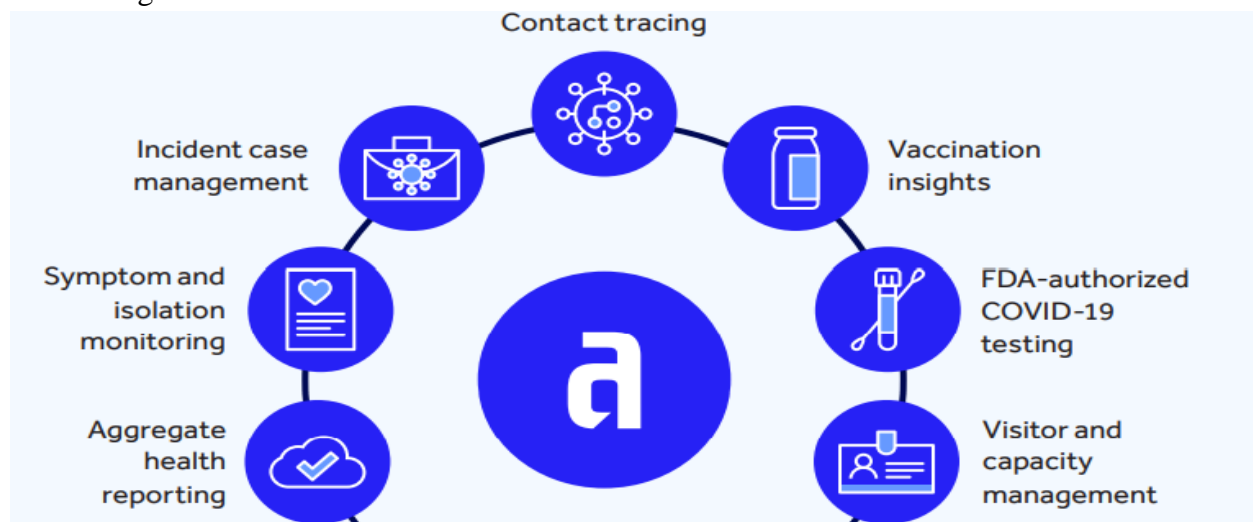 Contact tracing
Incident case
management
Vaccination
insights
Symptom and
isolation
monitoring
FDA-authorized
COVID-19
testing
a
Aggregate
health
reporting
Visitor and
capacity
management